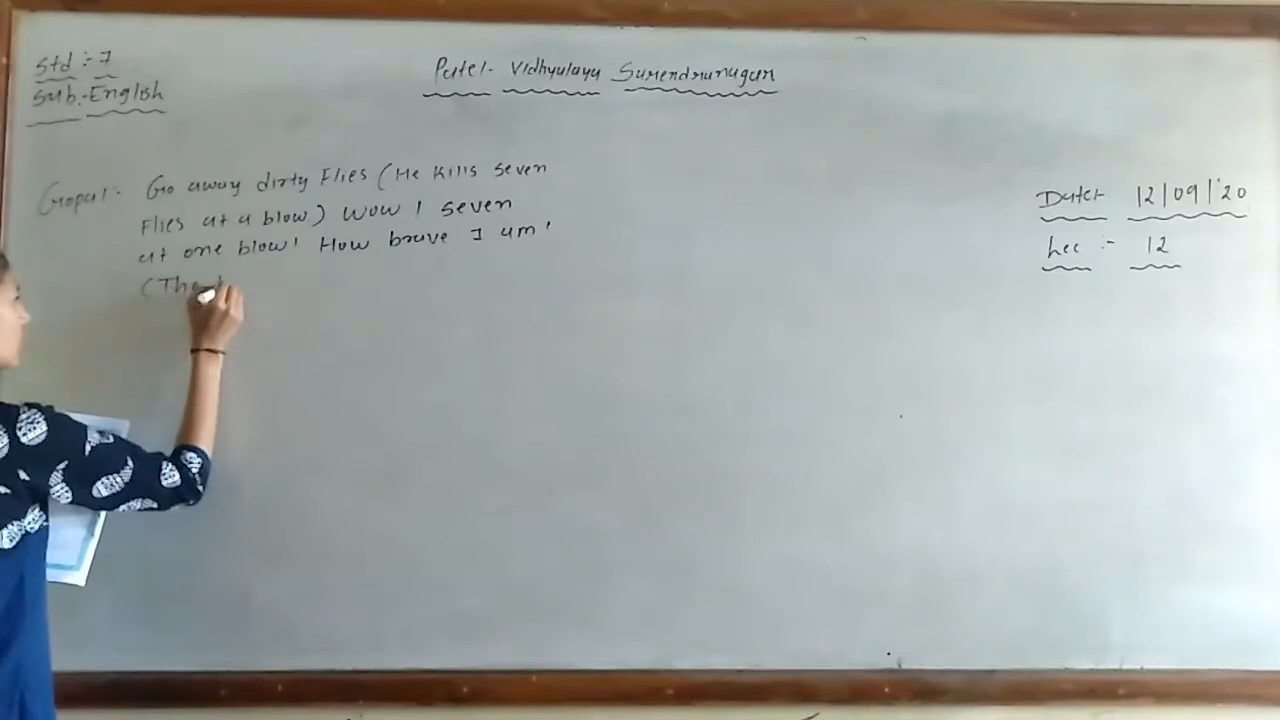 Std :- 7
Sub.- English
Patel- Vidhyalaya Surendranagar
Date:- 12/09/'20
Lec :- 12
Gopal:- Go away dirty Flies (He kills seven
Flies at a blow) Wow ! seven
at one blow! How brave I am!
(The